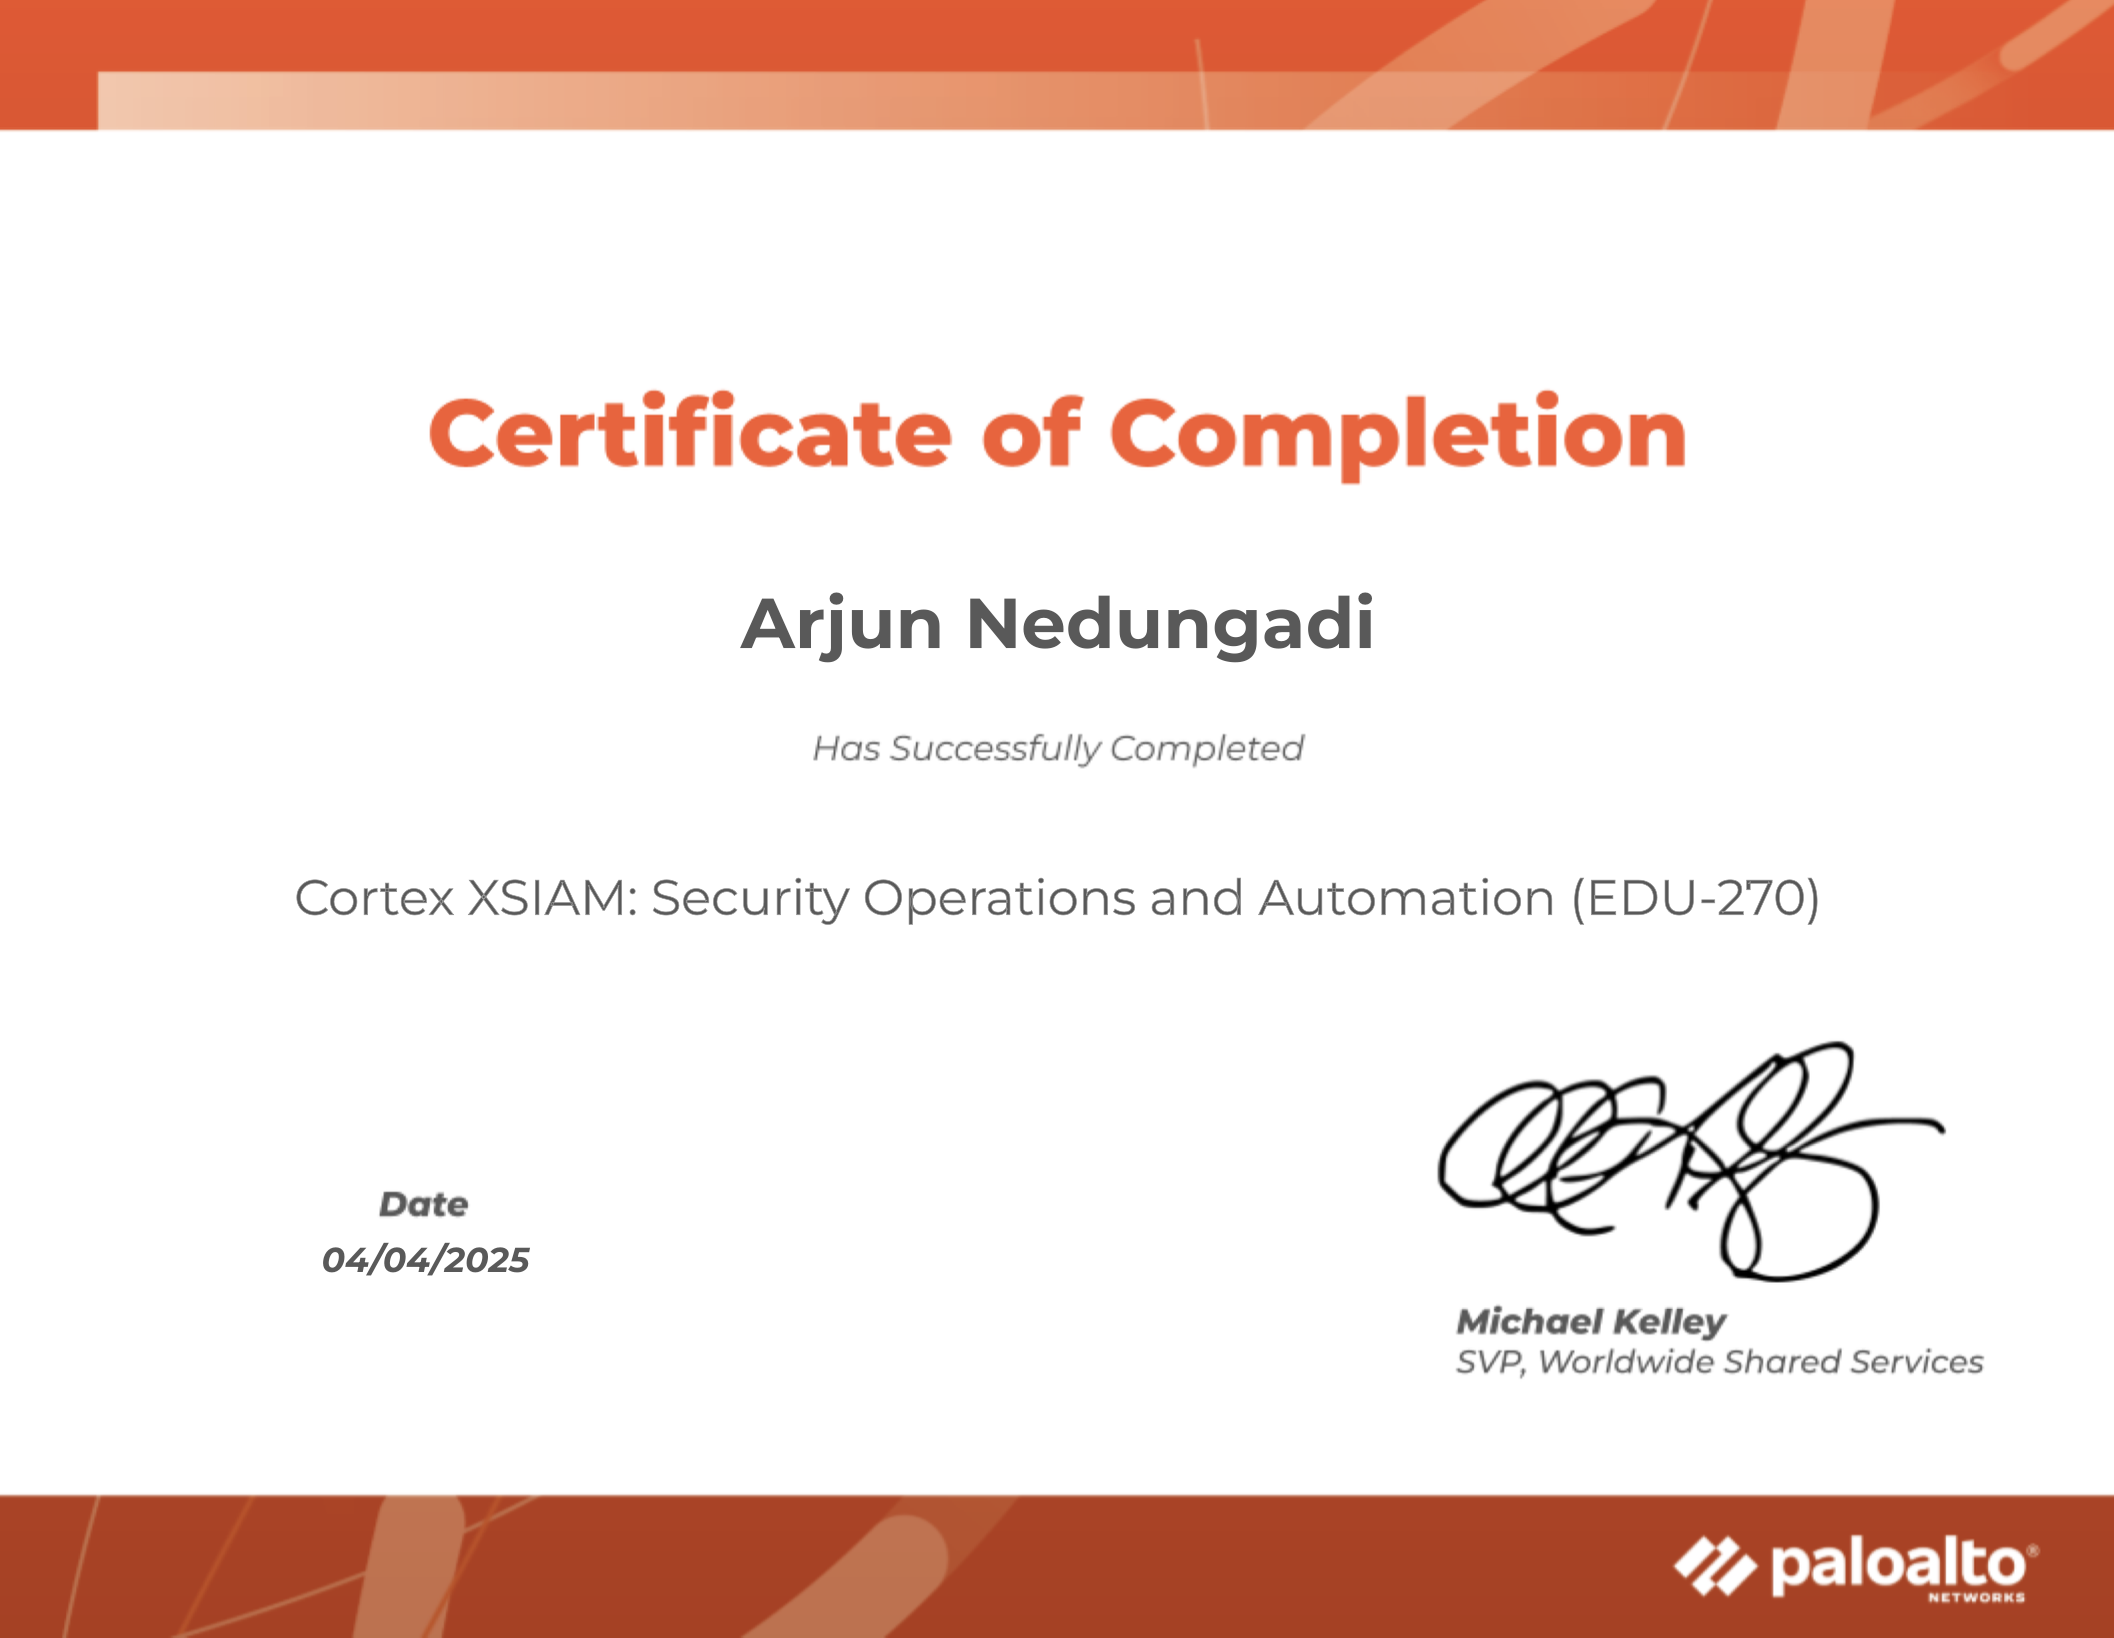 Certificate of Completion
Arjun Nedungadi
Has Successfully Completed
Cortex XSIAM: Security Operations and Automation (EDU-270)
Date
04/04/2025
Michael Kelley
SVP, Worldwide Shared Services
paloalto®
NETWORKS